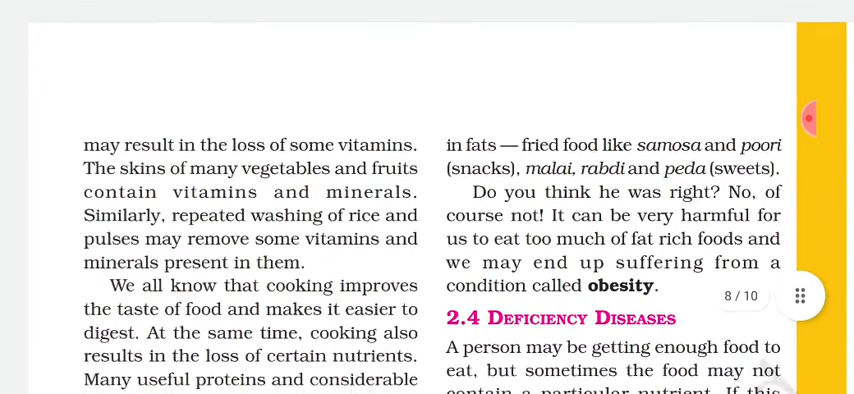 may result in the loss of some vitamins.
The skins of many vegetables and fruits
contain vitamins and minerals.
Similarly, repeated washing of rice and
pulses may remove some vitamins and
minerals present in them.
We all know that cooking improves
the taste of food and makes it easier to
digest. At the same time, cooking also
results in the loss of certain nutrients.
Many useful proteins and considerable
in fats — fried food like samosa and poori
(snacks), malai, rabdi and peda (sweets).
Do you think he was right? No, of
course not! It can be very harmful for
us to eat too much of fat rich foods and
we may end up suffering from a
condition called obesity.
8 / 10
2.4 DEFICIENCY DISEASES
A person may be getting enough food to
eat, but sometimes the food may not
contain a particular nutrient. If this